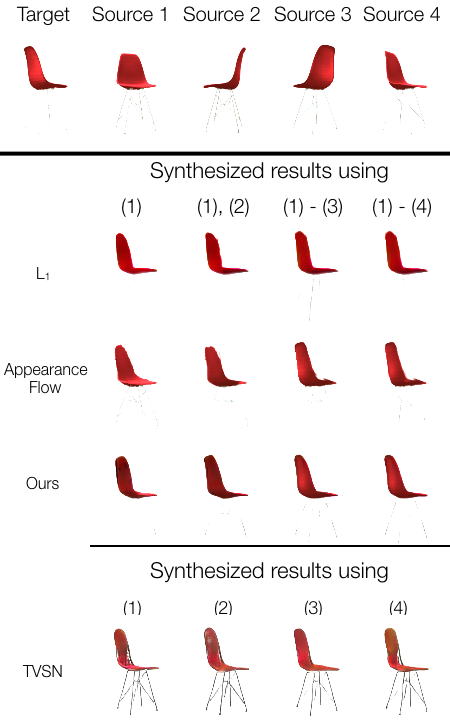 Target Source 1 Source 2 Source 3 Source 4
Synthesized results using
(1) (1), (2) (1) - (3) (1) - (4)
L₁
Appearance
Flow
Ours
Synthesized results using
(1) (2) (3) (4)
TVSN